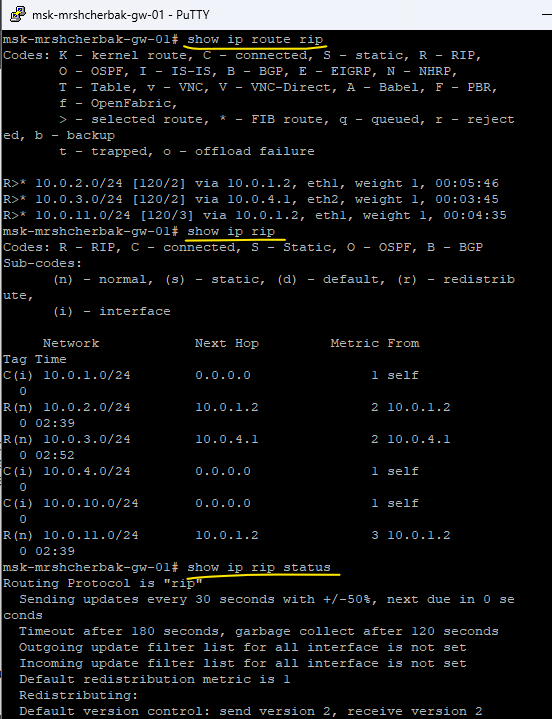 msk-mrshcherbak-gw-01 - PuTTY
msk-mrshcherbak-gw-01# show ip route rip
Codes: K - kernel route, C - connected, S - static, R - RIP,
       O - OSPF, I - IS-IS, B - BGP, E - EIGRP, N - NHRP,
       T - Table, v - VNC, V - VNC-Direct, A - Babel, F - PBR,
       f - OpenFabric,
       > - selected route, * - FIB route, q - queued, r - reject
ed, b - backup
       t - trapped, o - offload failure

R>* 10.0.2.0/24 [120/2] via 10.0.1.2, eth1, weight 1, 00:05:46
R>* 10.0.3.0/24 [120/2] via 10.0.4.1, eth2, weight 1, 00:03:45
R>* 10.0.11.0/24 [120/3] via 10.0.1.2, eth1, weight 1, 00:04:35
msk-mrshcherbak-gw-01# show ip rip
Codes: R - RIP, C - connected, S - Static, O - OSPF, B - BGP
Sub-codes:
      (n) - normal, (s) - static, (d) - default, (r) - redistrib
ute,
      (i) - interface

     Network            Next Hop         Metric From
Tag Time
C(i) 10.0.1.0/24        0.0.0.0               1 self
  0
R(n) 10.0.2.0/24        10.0.1.2              2 10.0.1.2
  0 02:39
R(n) 10.0.3.0/24        10.0.4.1              2 10.0.4.1
  0 02:52
C(i) 10.0.4.0/24        0.0.0.0               1 self
  0
C(i) 10.0.10.0/24       0.0.0.0               1 self
  0
R(n) 10.0.11.0/24       10.0.1.2              3 10.0.1.2
  0 02:39
msk-mrshcherbak-gw-01# show ip rip status
Routing Protocol is "rip"
  Sending updates every 30 seconds with +/-50%, next due in 0 se
conds
  Timeout after 180 seconds, garbage collect after 120 seconds
  Outgoing update filter list for all interface is not set
  Incoming update filter list for all interface is not set
  Default redistribution metric is 1
  Redistributing:
  Default version control: send version 2, receive version 2